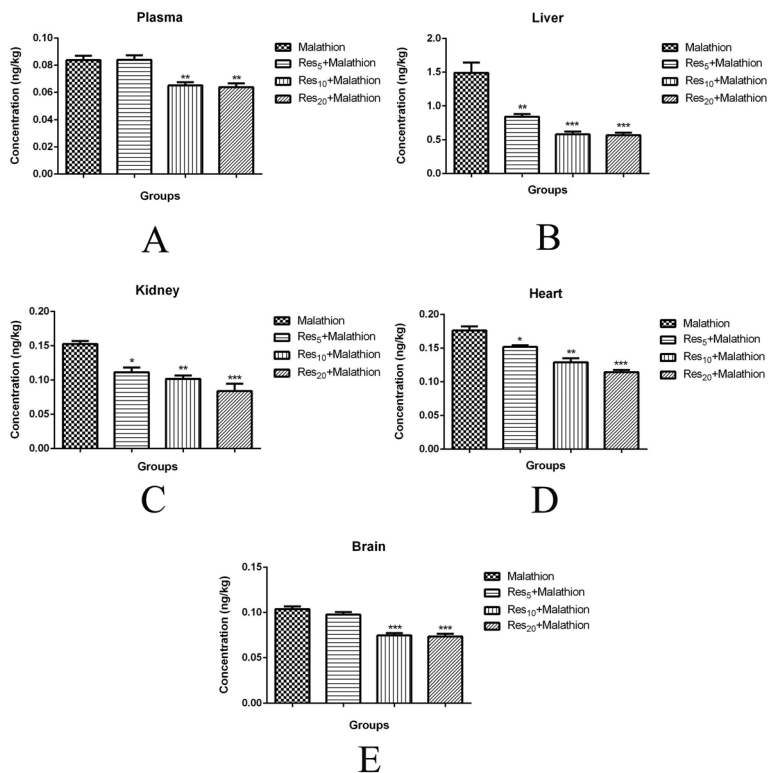 Plasma
Concentration (ng/kg)
0.10
0.08
0.06
0.04
0.02
0.00
** **
Groups
Malathion
Res5+Malathion
Res10+Malathion
Res20+Malathion
A
Liver
Concentration (ng/kg)
2.0
1.5
1.0
0.5
0.0
** *** ***
Groups
Malathion
Res5+Malathion
Res10+Malathion
Res20+Malathion
B
Kidney
Concentration (ng/kg)
0.20
0.15
0.10
0.05
0.00
* ** ***
Groups
Malathion
Res5+Malathion
Res10+Malathion
Res20+Malathion
C
Heart
Concentration (ng/kg)
0.20
0.15
0.10
0.05
0.00
* ** ***
Groups
Malathion
Res5+Malathion
Res10+Malathion
Res20+Malathion
D
Brain
Concentration (ng/kg)
0.15
0.10
0.05
0.00
*** ***
Groups
Malathion
Res5+Malathion
Res10+Malathion
Res20+Malathion
E